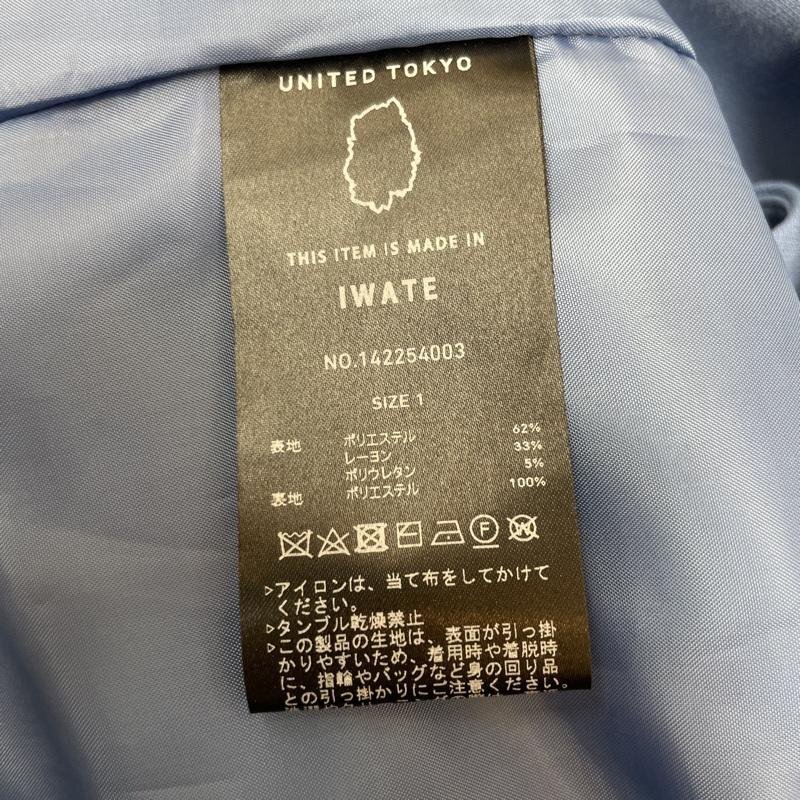 UNITED TOKYO
THIS ITEM IS MADE IN
IWATE
NO.142254003
SIZE 1
表地 ポリエステル 62%
レーヨン 33%
ポリウレタン 5%
裏地 ポリエステル 100%
F W
▷アイロンは、当て布をしてかけて
ください。
▷タンブル乾燥禁止
▷この製品の生地は、表面が引っ掛
かりやすいため、着用時や着脱時
に、指輪やバッグなど身の回り品
との引っ掛かりにご注意ください。